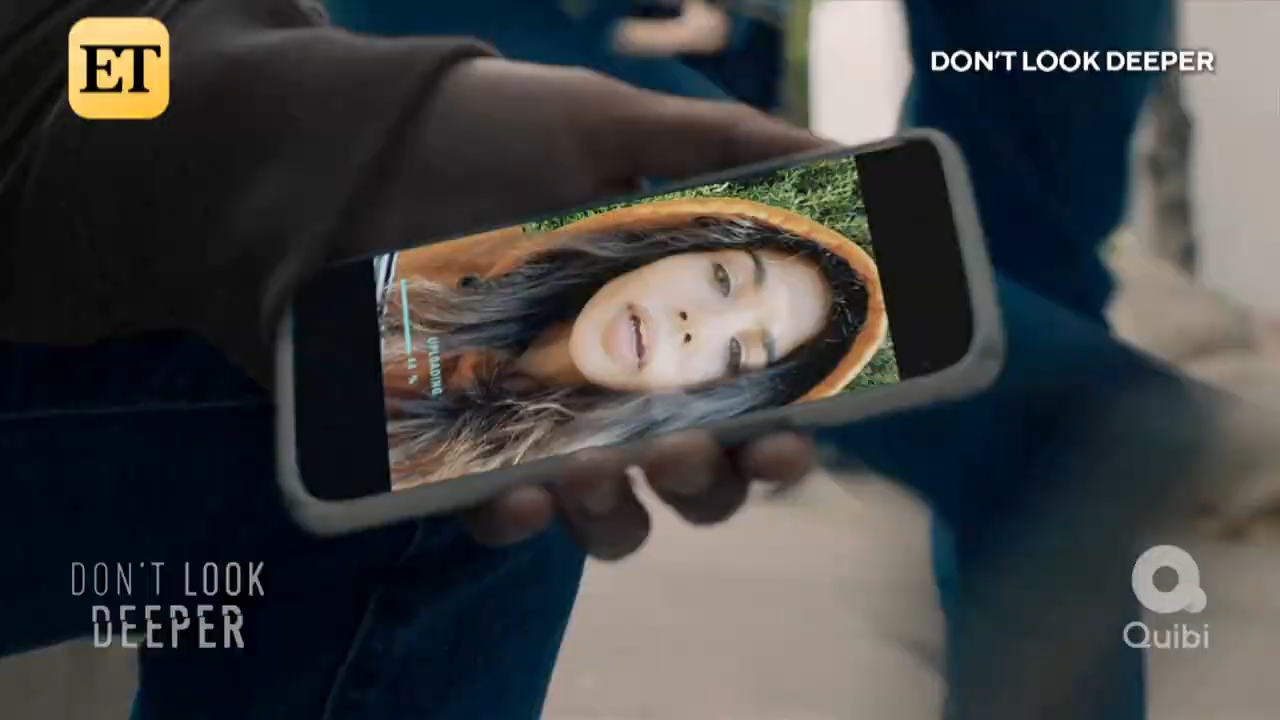 ET
DON'T LOOK DEEPER
UPLOADING
DON'T LOOK
DEEPER
Quibi